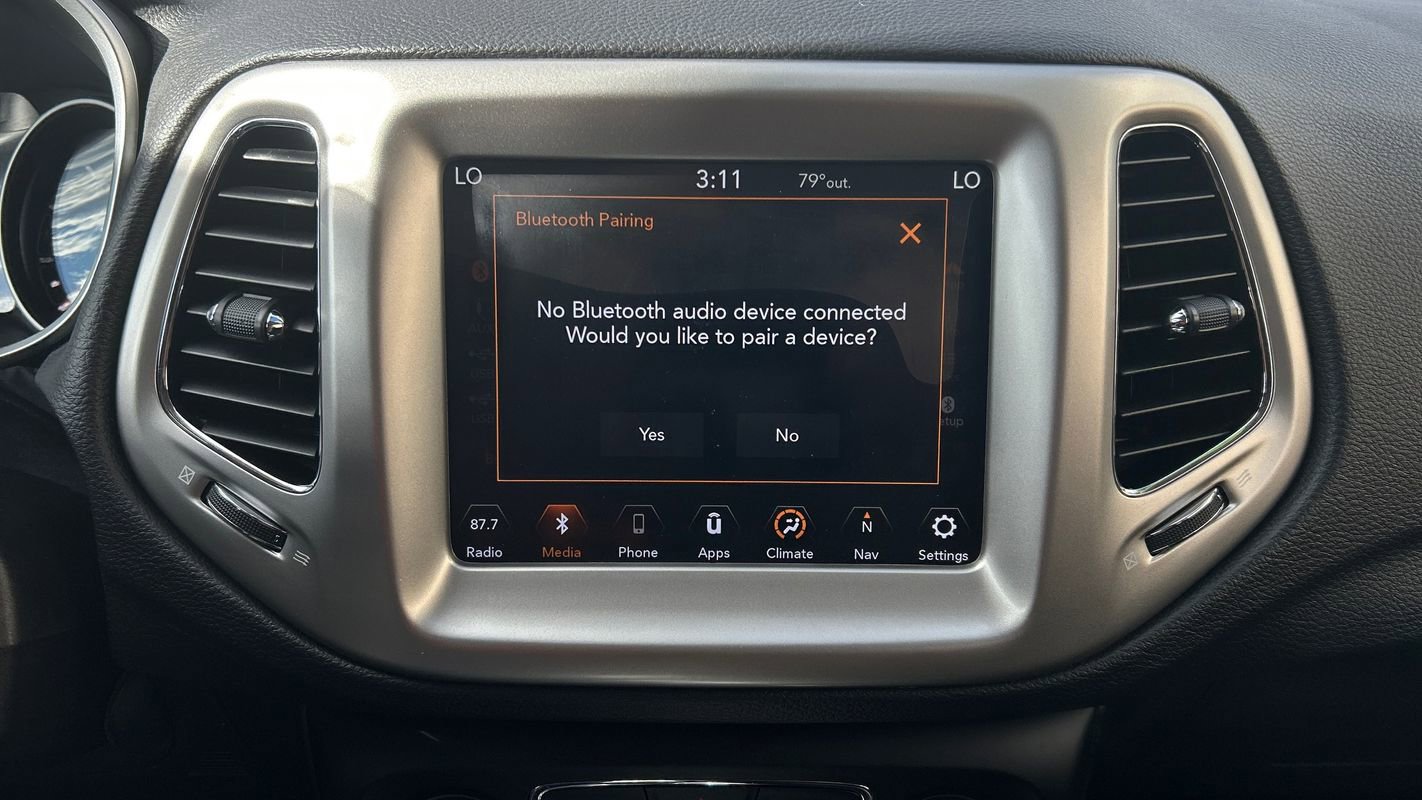 LO 3:11 79°out. LO
Bluetooth Pairing
No Bluetooth audio device connected
Would you like to pair a device?
Yes No
87.7 N
Radio Media Phone Apps Climate Nav Settings